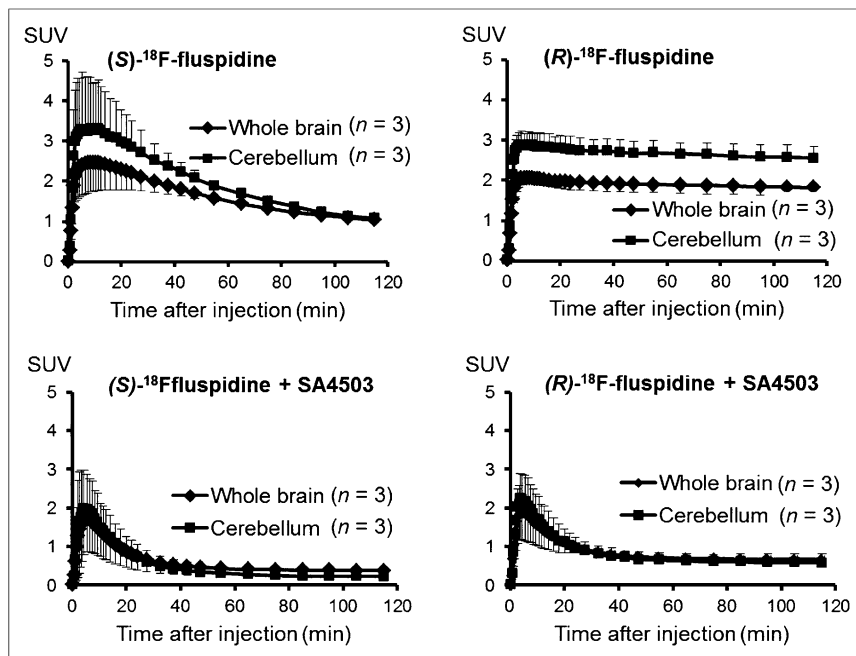 SUV
(S)-¹⁸F-fluspidine
5
4
3
2
1
0
Whole brain (n = 3)
Cerebellum (n = 3)
0 20 40 60 80 100 120
Time after injection (min)
SUV
(R)-¹⁸F-fluspidine
5
4
3
2
1
0
Whole brain (n = 3)
Cerebellum (n = 3)
0 20 40 60 80 100 120
Time after injection (min)
SUV
(S)-¹⁸Ffluspidine + SA4503
5
4
3
2
1
0
Whole brain (n = 3)
Cerebellum (n = 3)
0 20 40 60 80 100 120
Time after injection (min)
SUV
(R)-¹⁸F-fluspidine + SA4503
5
4
3
2
1
0
Whole brain (n = 3)
Cerebellum (n = 3)
0 20 40 60 80 100 120
Time after injection (min)